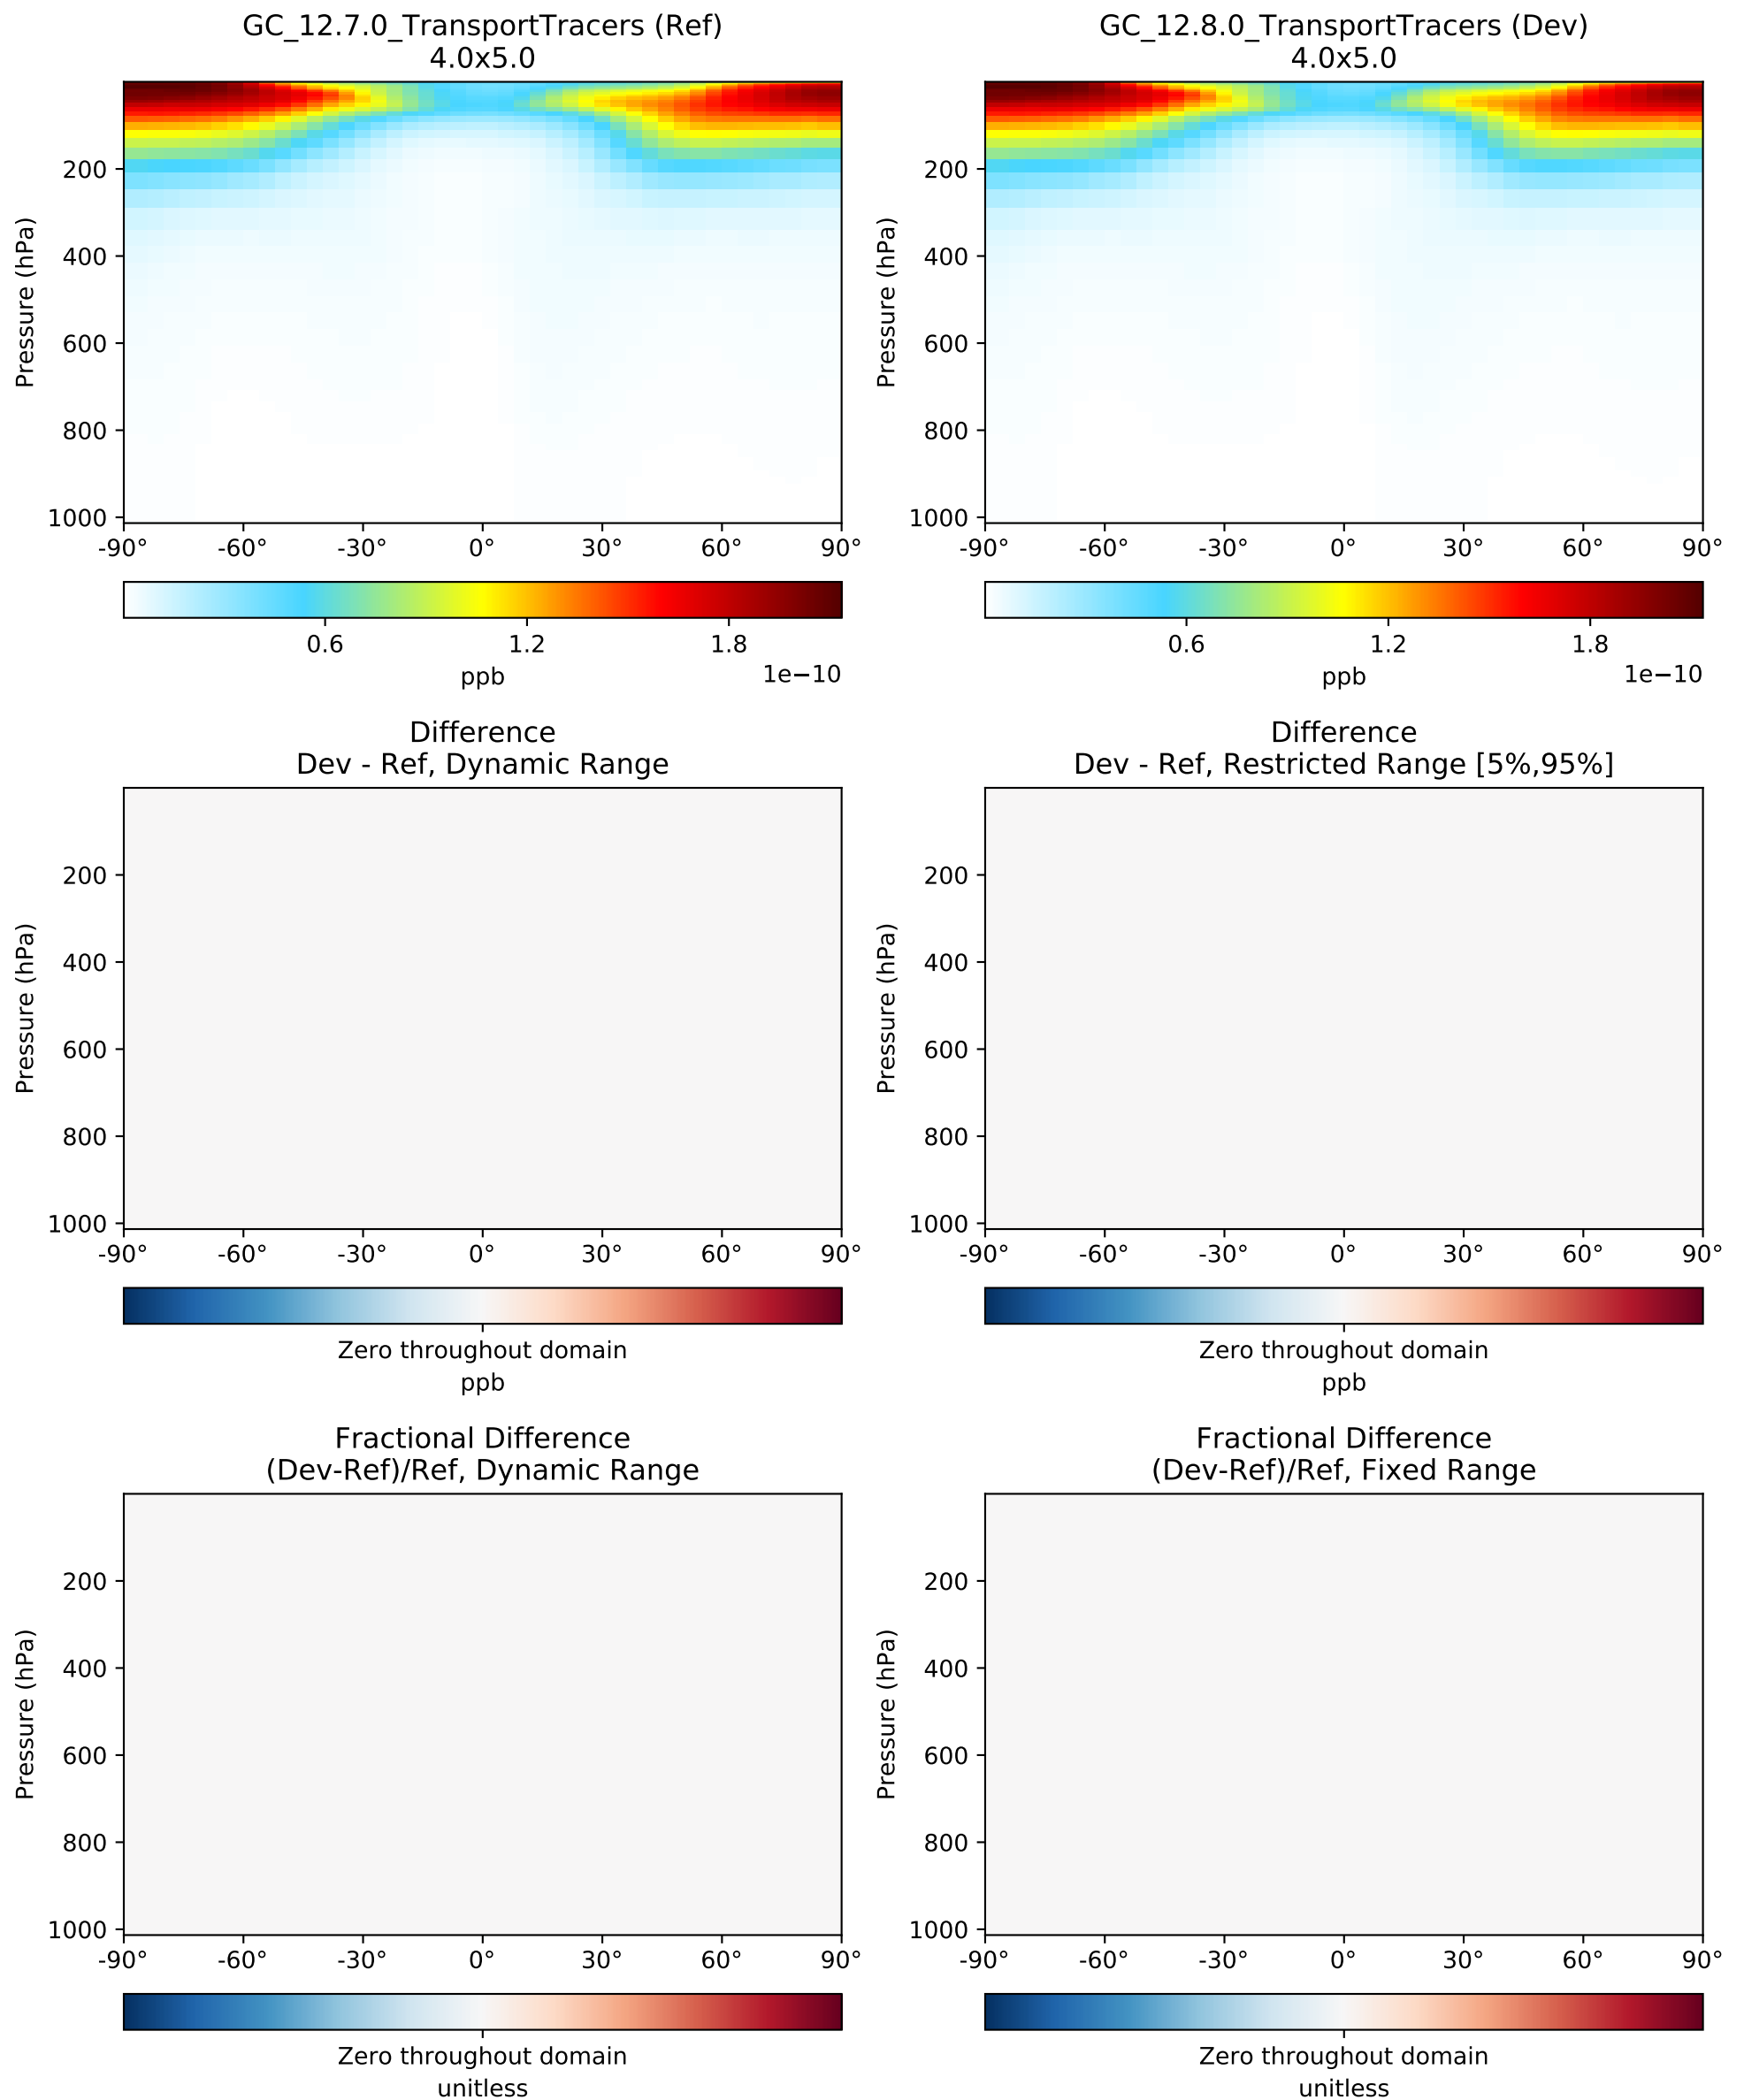 GC_12.7.0_TransportTracers (Ref)
4.0x5.0
Pressure (hPa)
200
400
600
800
1000
-90° -60° -30° 0° 30° 60° 90°
0.6 1.2 1.8
ppb
1e−10
GC_12.8.0_TransportTracers (Dev)
4.0x5.0
Pressure (hPa)
200
400
600
800
1000
-90° -60° -30° 0° 30° 60° 90°
0.6 1.2 1.8
ppb
1e−10
Difference
Dev - Ref, Dynamic Range
Pressure (hPa)
200
400
600
800
1000
-90° -60° -30° 0° 30° 60° 90°
Zero throughout domain
ppb
Difference
Dev - Ref, Restricted Range [5%,95%]
Pressure (hPa)
200
400
600
800
1000
-90° -60° -30° 0° 30° 60° 90°
Zero throughout domain
ppb
Fractional Difference
(Dev-Ref)/Ref, Dynamic Range
Pressure (hPa)
200
400
600
800
1000
-90° -60° -30° 0° 30° 60° 90°
Zero throughout domain
unitless
Fractional Difference
(Dev-Ref)/Ref, Fixed Range
Pressure (hPa)
200
400
600
800
1000
-90° -60° -30° 0° 30° 60° 90°
Zero throughout domain
unitless